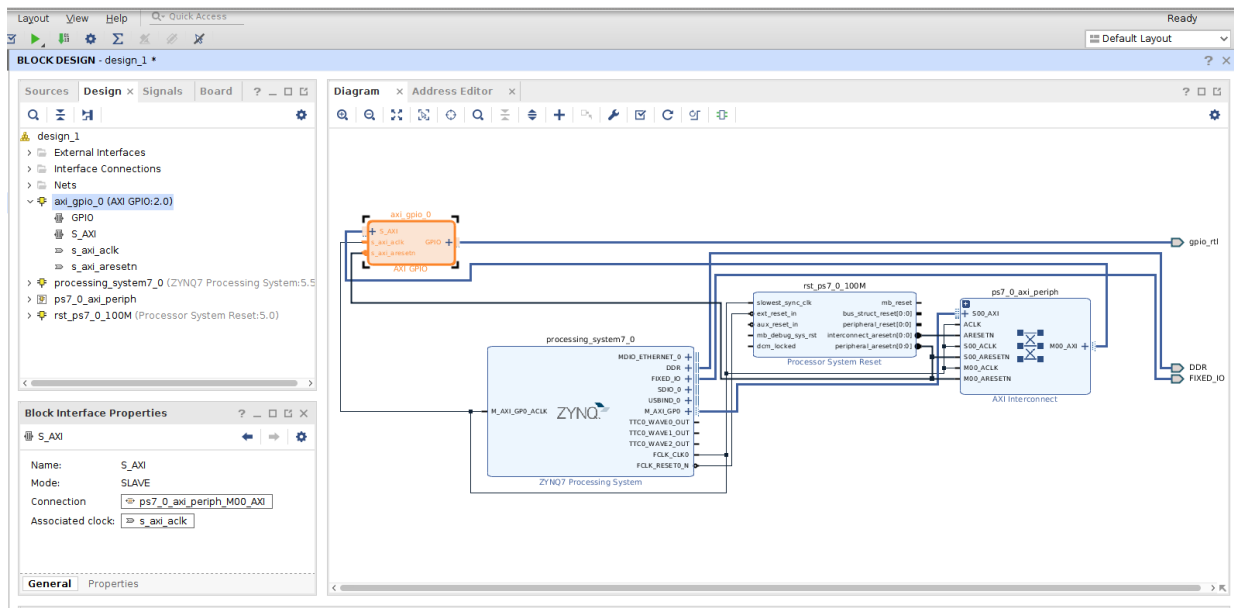 Layout View Help Quick Access Ready
Default Layout
BLOCK DESIGN - design_1 *
Sources Design Signals Board
design_1
External Interfaces
Interface Connections
Nets
axi_gpio_0 (AXI GPIO:2.0)
GPIO
S_AXI
s_axi_aclk
s_axi_aresetn
processing_system7_0 (ZYNQ7 Processing System:5.5
ps7_0_axi_periph
rst_ps7_0_100M (Processor System Reset:5.0)
Block Interface Properties
S_AXI
Name: S_AXI
Mode: SLAVE
Connection ps7_0_axi_periph_M00_AXI
Associated clock: s_axi_aclk
General Properties
Diagram Address Editor
axi_gpio_0
S_AXI
s_axi_aclk GPIO
s_axi_aresetn
AXI GPIO
gpio_rtl
rst_ps7_0_100M
slowest_sync_clk mb_reset
ext_reset_in bus_struct_reset[0:0]
aux_reset_in peripheral_reset[0:0]
mb_debug_sys_rst interconnect_aresetn[0:0]
dcm_locked peripheral_aresetn[0:0]
Processor System Reset
ps7_0_axi_periph
S00_AXI
ACLK
ARESETN
S00_ACLK M00_AXI
S00_ARESETN
M00_ACLK
M00_ARESETN
AXI Interconnect
processing_system7_0
MDIO_ETHERNET_0
DDR
FIXED_IO
SDIO_0
USBIND_0
M_AXI_GP0_ACLK ZYNQ M_AXI_GP0
TTC0_WAVE0_OUT
TTC0_WAVE1_OUT
TTC0_WAVE2_OUT
FCLK_CLK0
FCLK_RESET0_N
ZYNQ7 Processing System
DDR
FIXED_IO